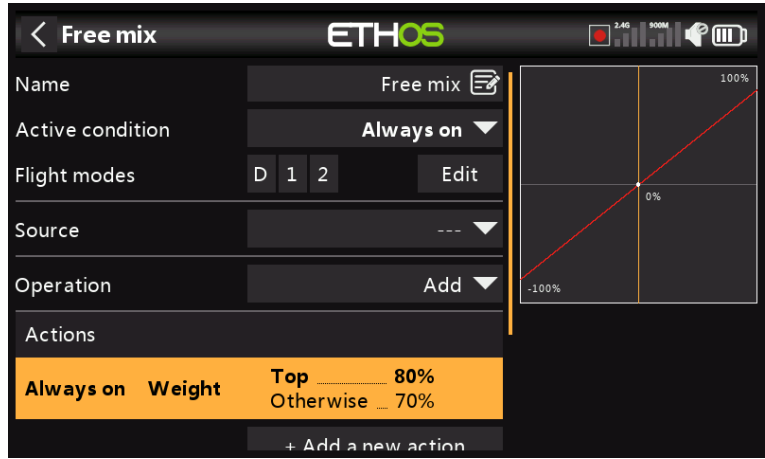 Free mix
ETHOS
2.4G 900M
Name Free mix
Active condition Always on
Flight modes D 1 2 Edit
Source ---
Operation Add
Actions
Always on Weight Top 80%
Otherwise 70%
+ Add a new action
100%
0%
-100%